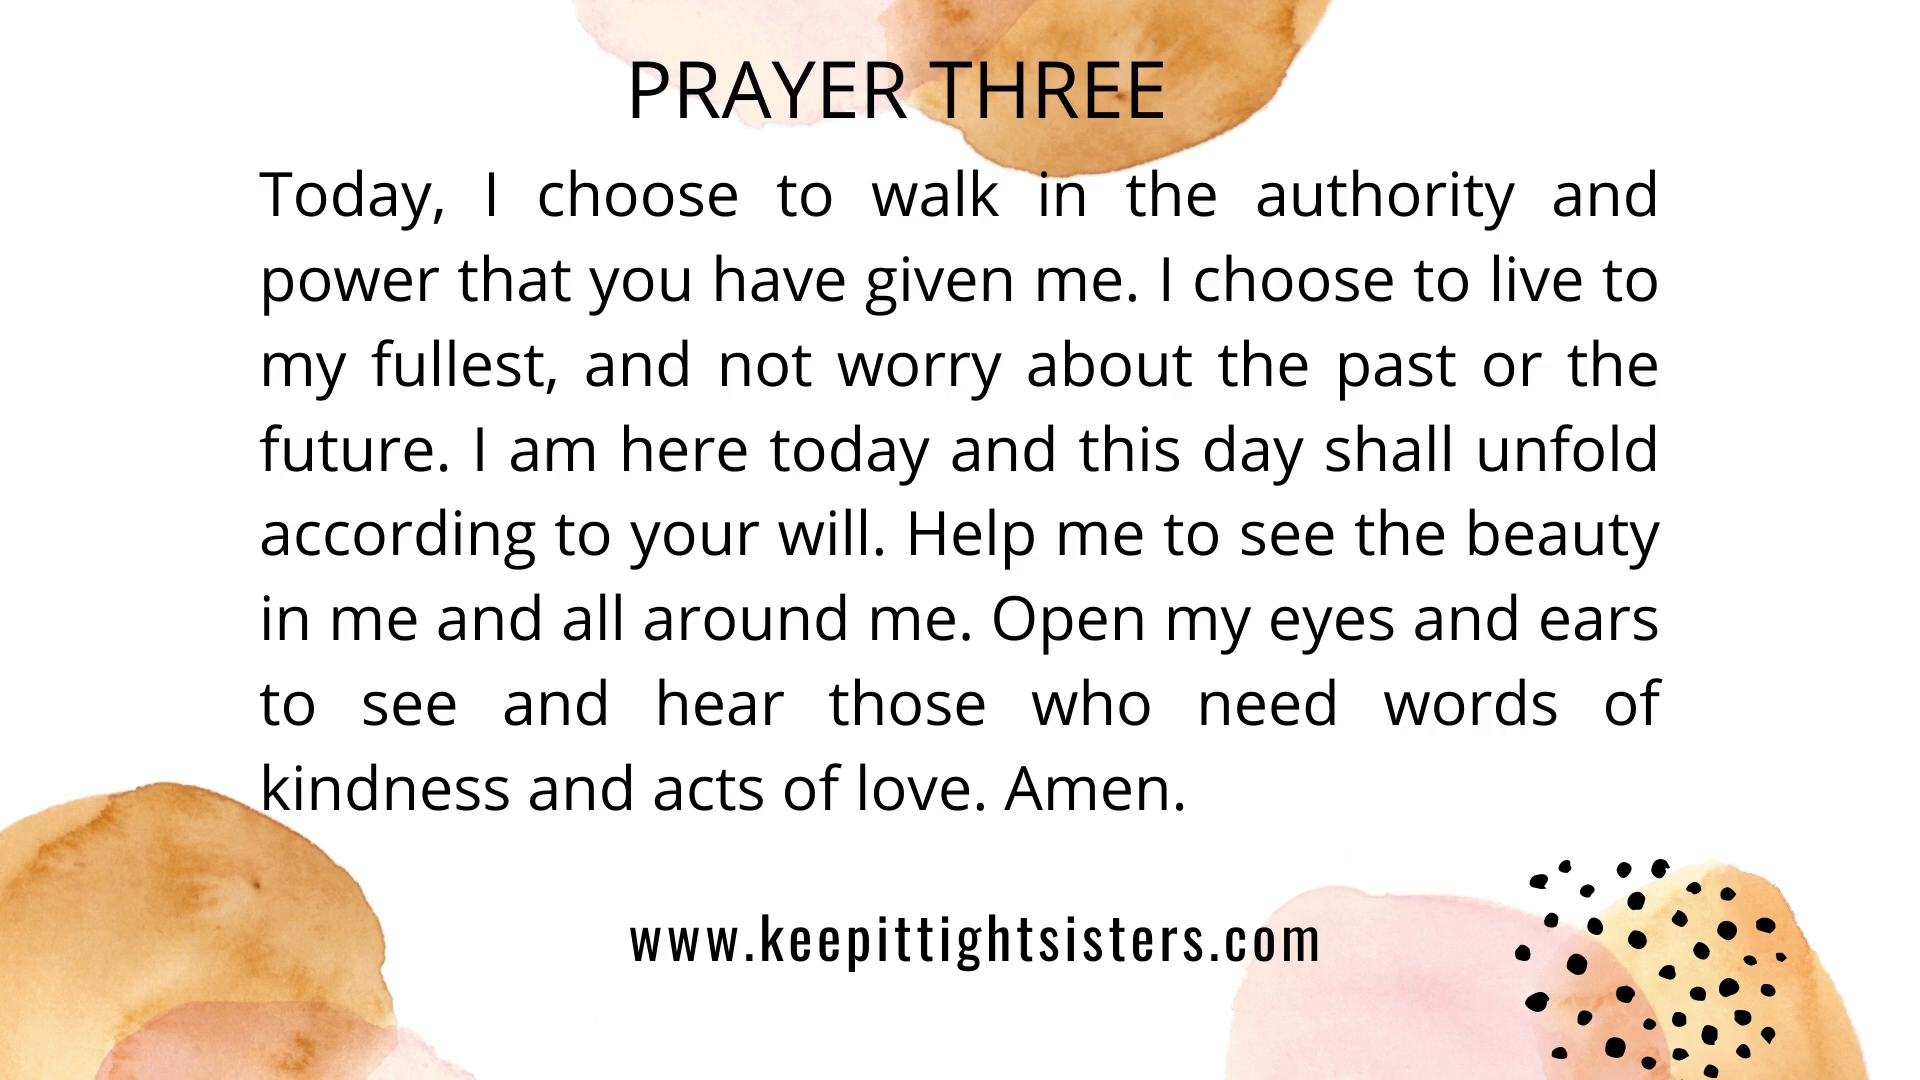 PRAYER THREE
Today, I choose to walk in the authority and
power that you have given me. I choose to live to
my fullest, and not worry about the past or the
future. I am here today and this day shall unfold
according to your will. Help me to see the beauty
in me and all around me. Open my eyes and ears
to see and hear those who need words of
kindness and acts of love. Amen.
www.keepittightsisters.com